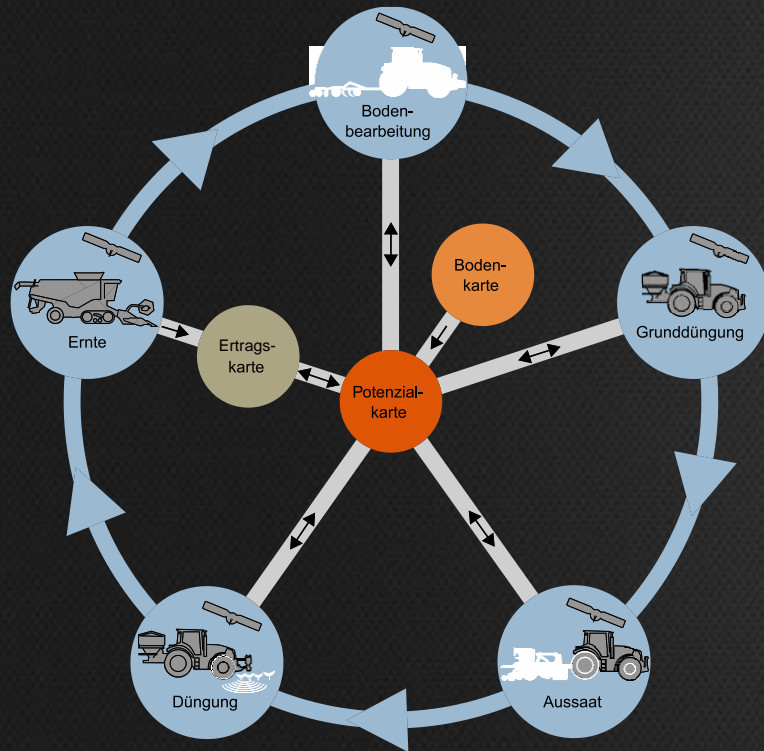 Boden-
bearbeitung
Boden-
karte
Grunddüngung
Ernte
Ertrags-
karte
Potenzial-
karte
Düngung
Aussaat